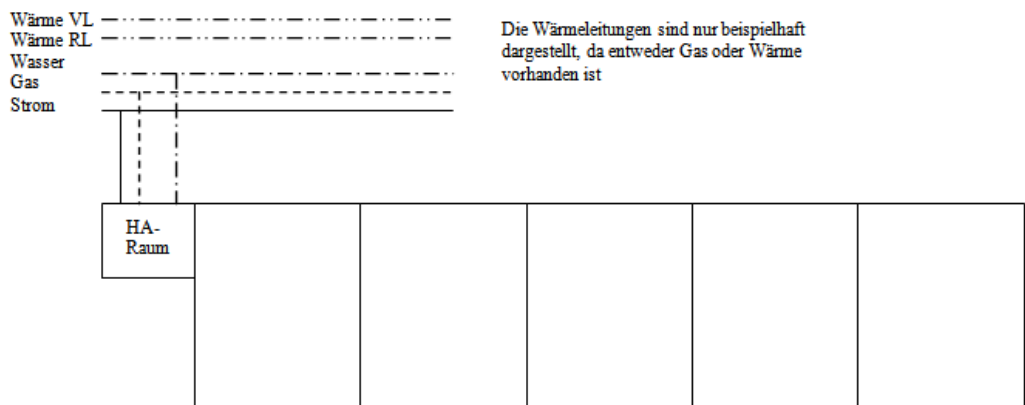 Wärme VL
Wärme RL
Wasser
Gas
Strom
Die Wärmeleitungen sind nur beispielhaft
dargestellt, da entweder Gas oder Wärme
vorhanden ist
HA-
Raum